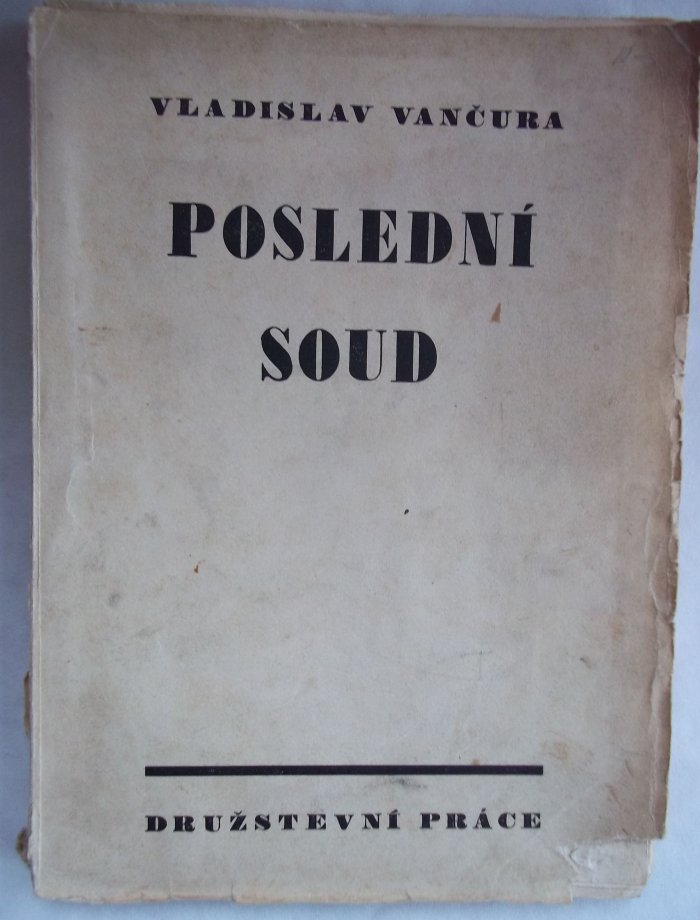 VLADISLAV VANČURA
POSLEDNÍ
SOUD
DRUŽSTEVNÍ PRÁCE